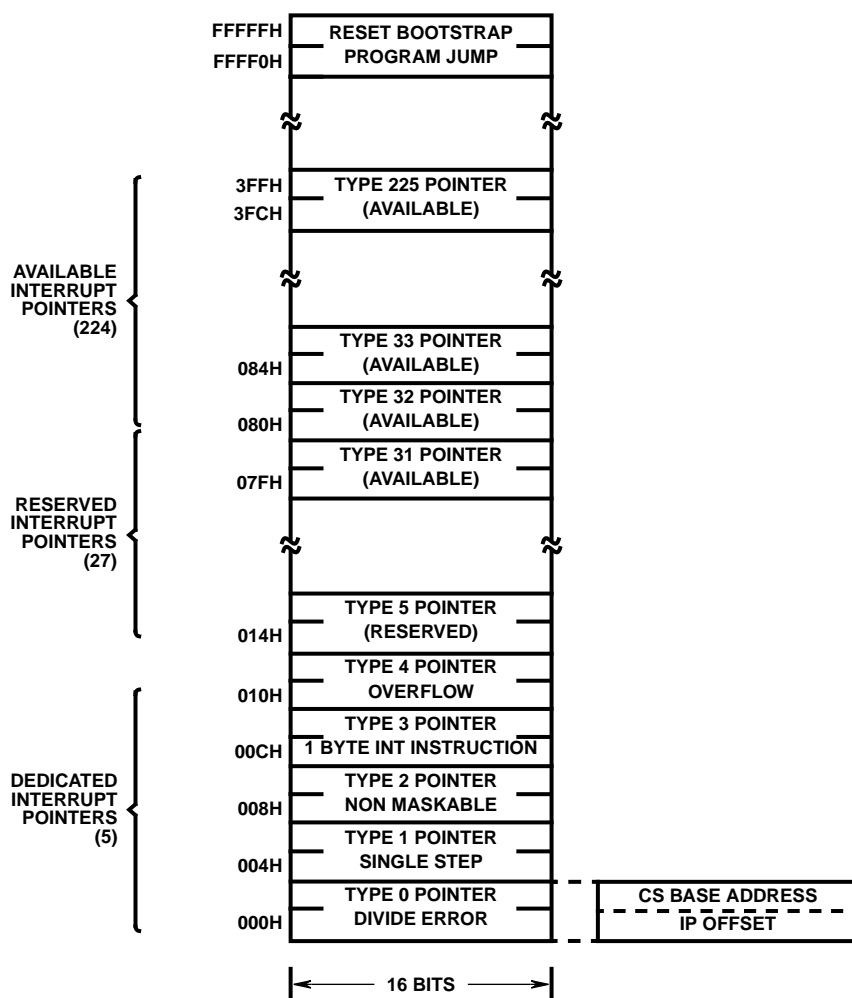 FFFFFH
RESET BOOTSTRAP
FFFF0H
PROGRAM JUMP
3FFH
TYPE 225 POINTER
3FCH
(AVAILABLE)
AVAILABLE
INTERRUPT
POINTERS
(224)
TYPE 33 POINTER
084H
(AVAILABLE)
TYPE 32 POINTER
080H
(AVAILABLE)
TYPE 31 POINTER
07FH
(AVAILABLE)
RESERVED
INTERRUPT
POINTERS
(27)
TYPE 5 POINTER
014H
(RESERVED)
TYPE 4 POINTER
010H
OVERFLOW
TYPE 3 POINTER
00CH
1 BYTE INT INSTRUCTION
DEDICATED
INTERRUPT
POINTERS
(5)
TYPE 2 POINTER
008H
NON MASKABLE
TYPE 1 POINTER
004H
SINGLE STEP
TYPE 0 POINTER
000H
DIVIDE ERROR
CS BASE ADDRESS
IP OFFSET
16 BITS